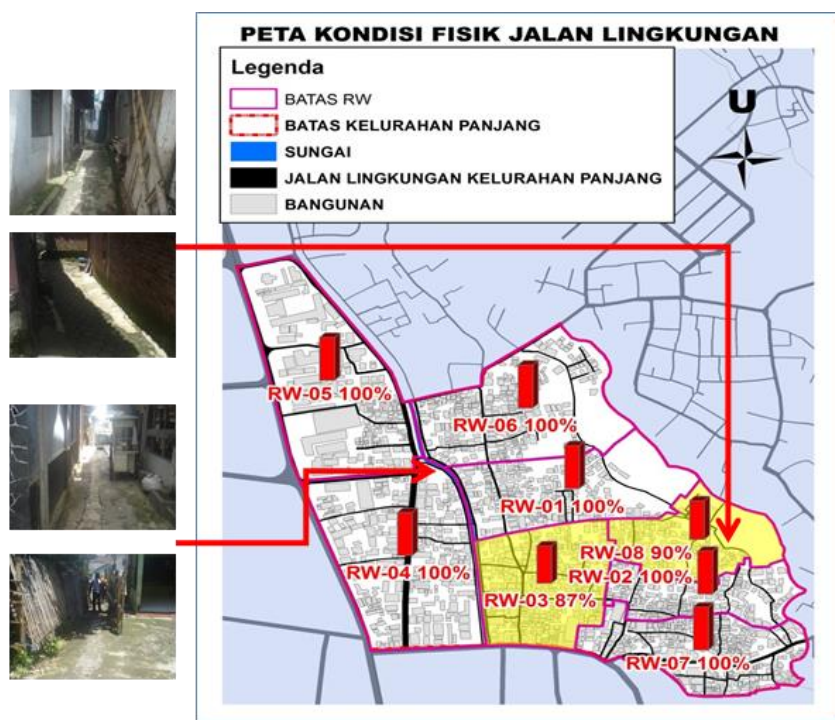 PETA KONDISI FISIK JALAN LINGKUNGAN
Legenda
BATAS RW
BATAS KELURAHAN PANJANG
SUNGAI
JALAN LINGKUNGAN KELURAHAN PANJANG
BANGUNAN
U
RW-05 100%
RW-06 100%
RW-01 100%
RW-08 90%
RW-04 100%
RW-02 100%
RW-03 87%
RW-07 100%